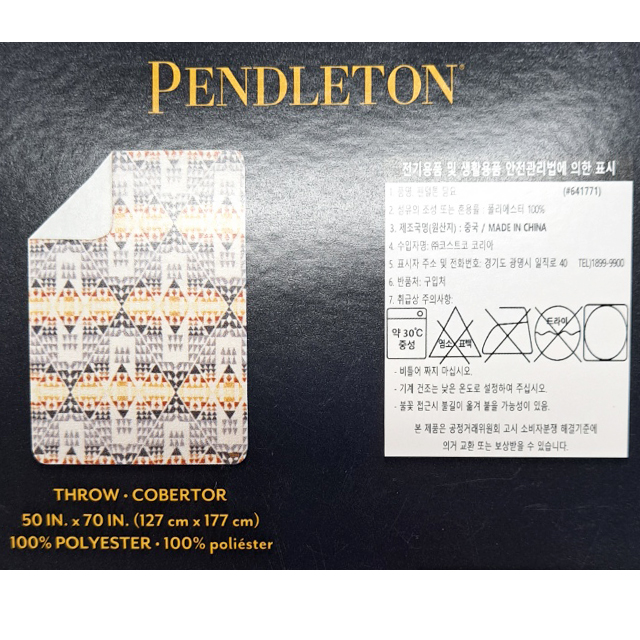 PENDLETON®
전기용품 및 생활용품 안전관리법에 의한 표시
1. 품명: 펜들톤 담요 (#641771)
2. 섬유의 조성 또는 혼용률 : 폴리에스터 100%
3. 제조국명(원산지) : 중국 / MADE IN CHINA
4. 수입자명: ㈜코스트코 코리아
5. 표시자 주소 및 전화번호: 경기도 광명시 일직로 40 TEL)1899-9900
6. 반품차: 구입처
7. 취급상 주의사항:
약 30℃
중성
염소 표백
드라이
- 비틀어 짜지 마십시오.
- 기계 건조는 낮은 온도로 설정하여 주십시오.
- 불꽃 접근시 불길이 옮겨 붙을 가능성이 있음.
본 제품은 공정거래위원회 고시 소비자분쟁 해결기준에
의거 교환 또는 보상받을 수 있습니다.
THROW · COBERTOR
50 IN. x 70 IN. (127 cm x 177 cm)
100% POLYESTER · 100% poliéster